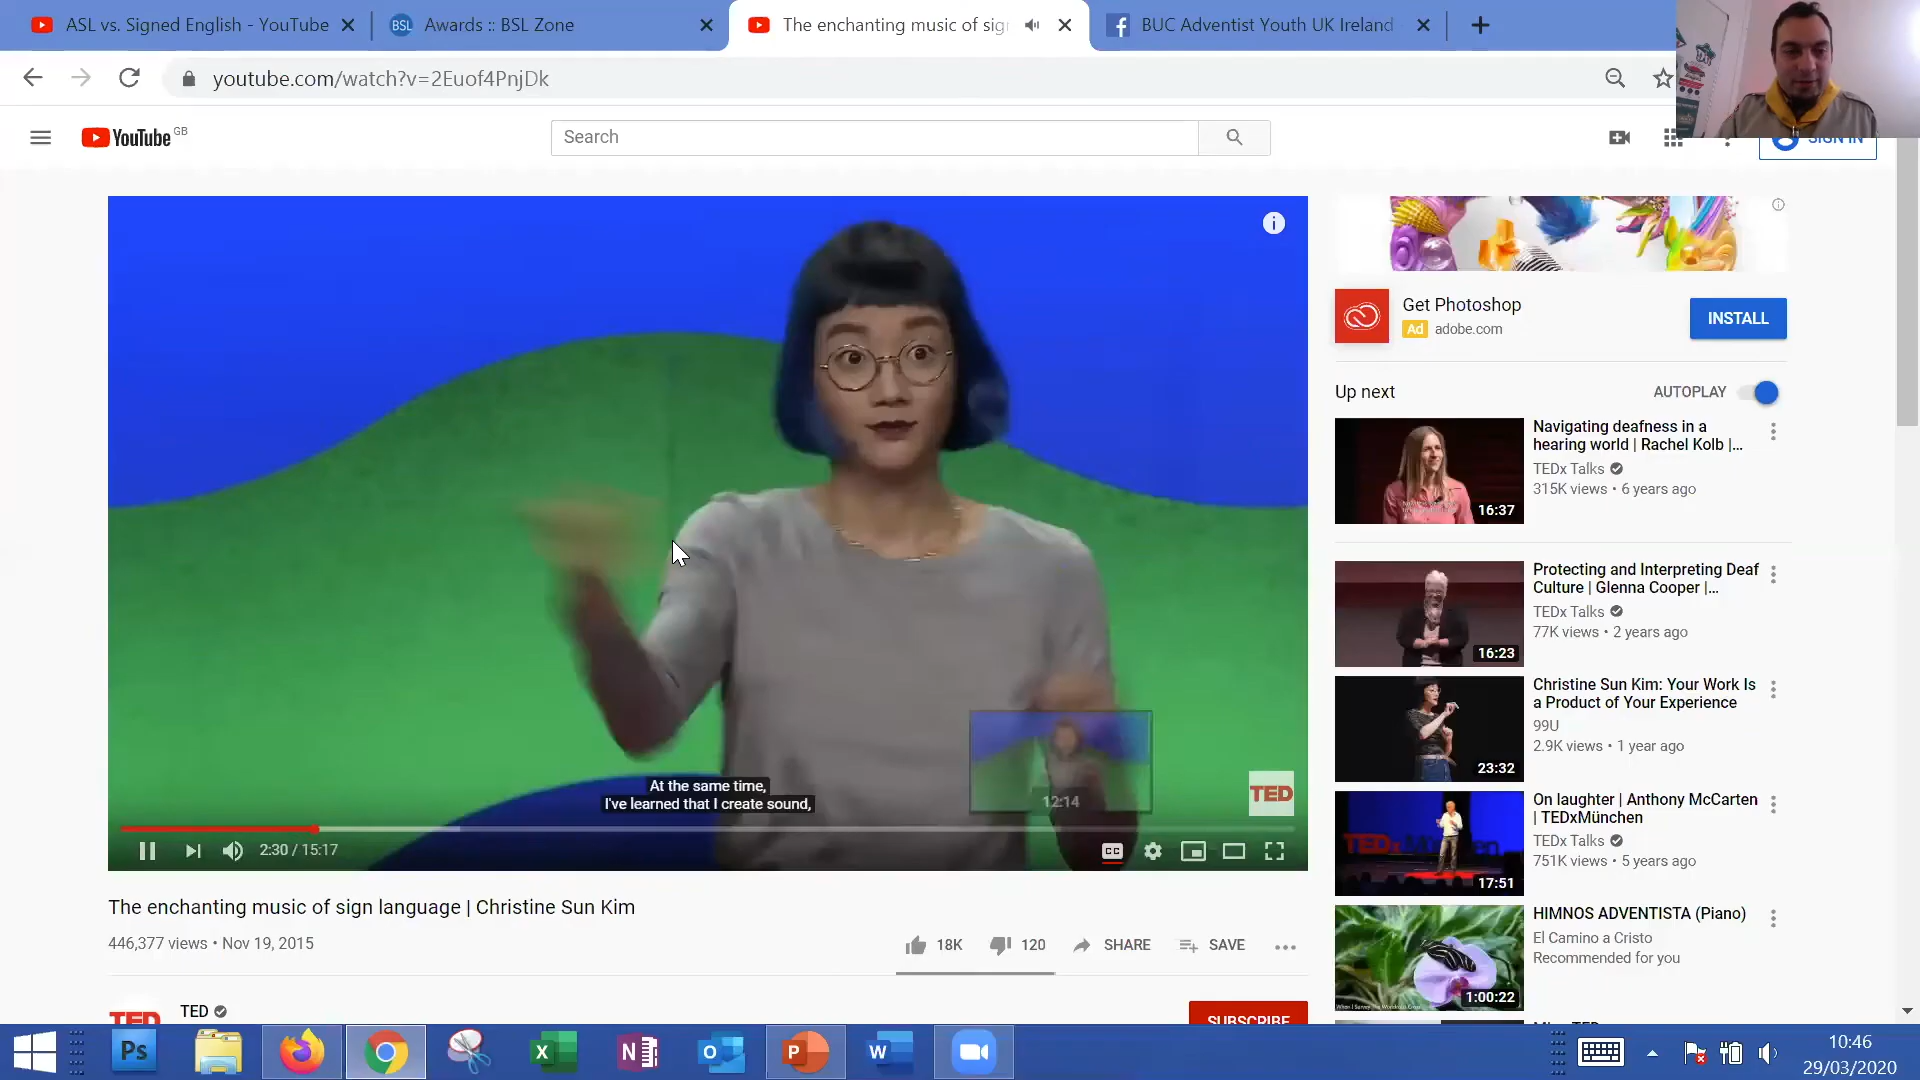 ASL vs. Signed English - YouTube
BSL Awards :: BSL Zone
The enchanting music of sig
BUC Adventist Youth UK Ireland
youtube.com/watch?v=2Euof4PnjDk
YouTube GB
Search
SIGN IN
At the same time,
I've learned that I create sound,
12:14
TED
2:30 / 15:17
CC
The enchanting music of sign language | Christine Sun Kim
446,377 views • Nov 19, 2015
18K
120
SHARE
SAVE
TED
TED
SUBSCRIBE
Get Photoshop
Ad adobe.com
INSTALL
Up next
AUTOPLAY
16:37
Navigating deafness in a
hearing world | Rachel Kolb |...
TEDx Talks
315K views • 6 years ago
16:23
Protecting and Interpreting Deaf
Culture | Glenna Cooper |...
TEDx Talks
77K views • 2 years ago
23:32
Christine Sun Kim: Your Work Is
a Product of Your Experience
99U
2.9K views • 1 year ago
17:51
On laughter | Anthony McCarten
| TEDxMünchen
TEDx Talks
751K views • 5 years ago
1:00:22
HIMNOS ADVENTISTA (Piano)
El Camino a Cristo
Recommended for you
Ps
X
N
O
P
W
10:46
29/03/2020